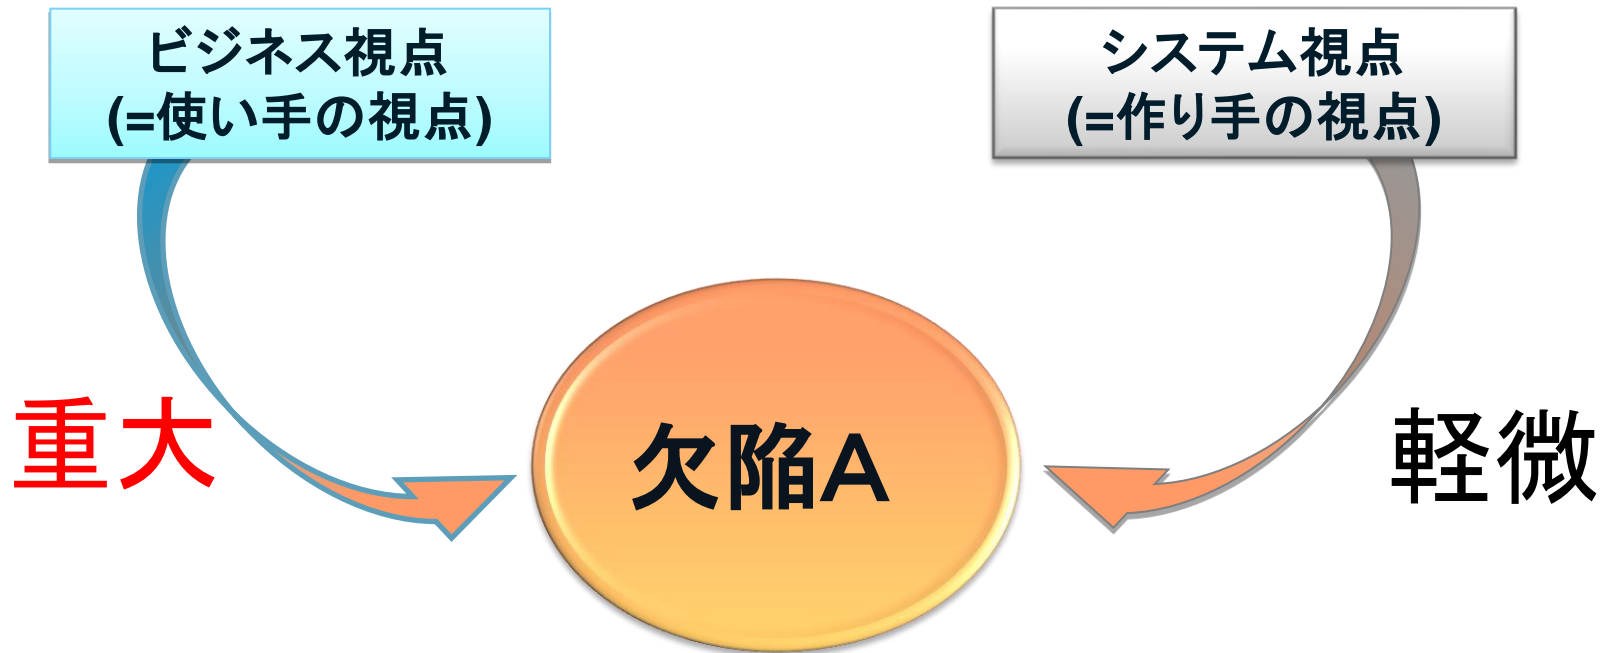 ビジネス視点
(=使い手の視点)
システム視点
(=作り手の視点)
重大
欠陥A
軽微